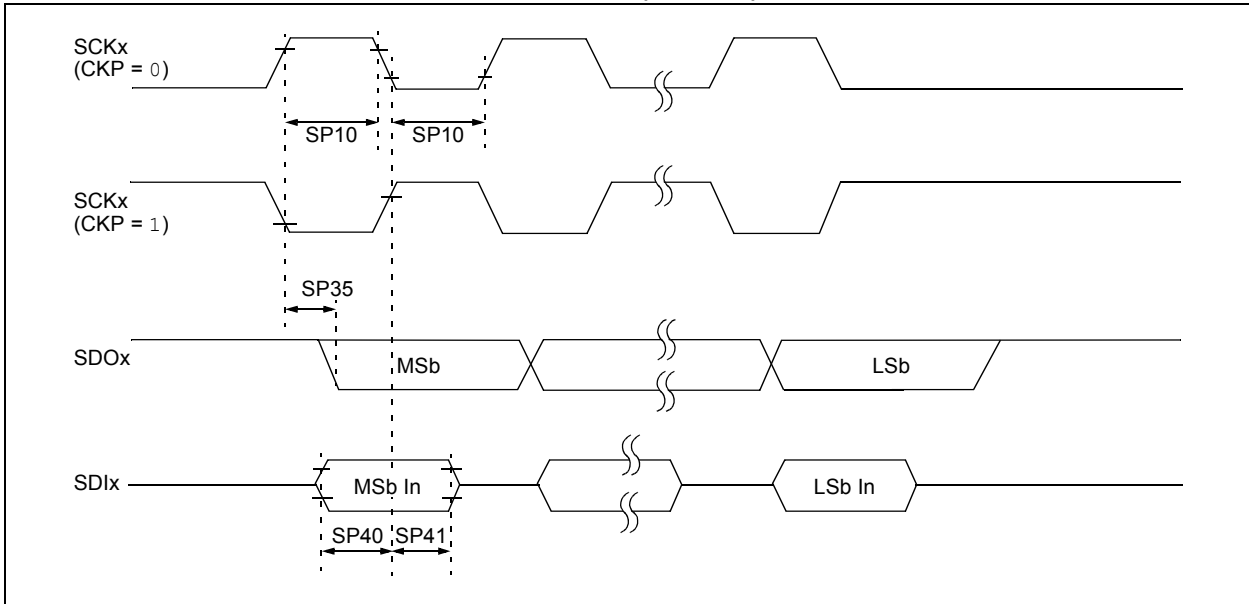 SCKx
(CKP = 0)
SP10
SP10
SCKx
(CKP = 1)
SP35
SDOx
MSb
LSb
SDIx
MSb In
LSb In
SP40
SP41